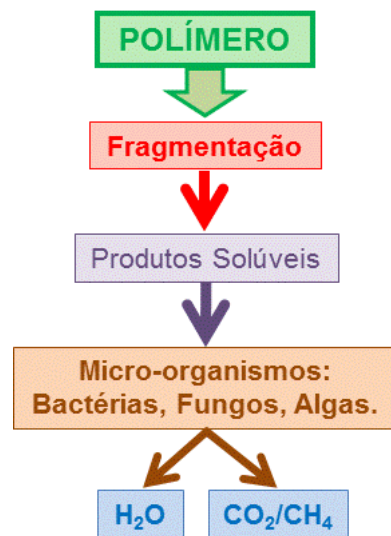 POLÍMERO
Fragmentação
Produtos Solúveis
Micro-organismos:
Bactérias, Fungos, Algas.
H₂O
CO₂/CH₄